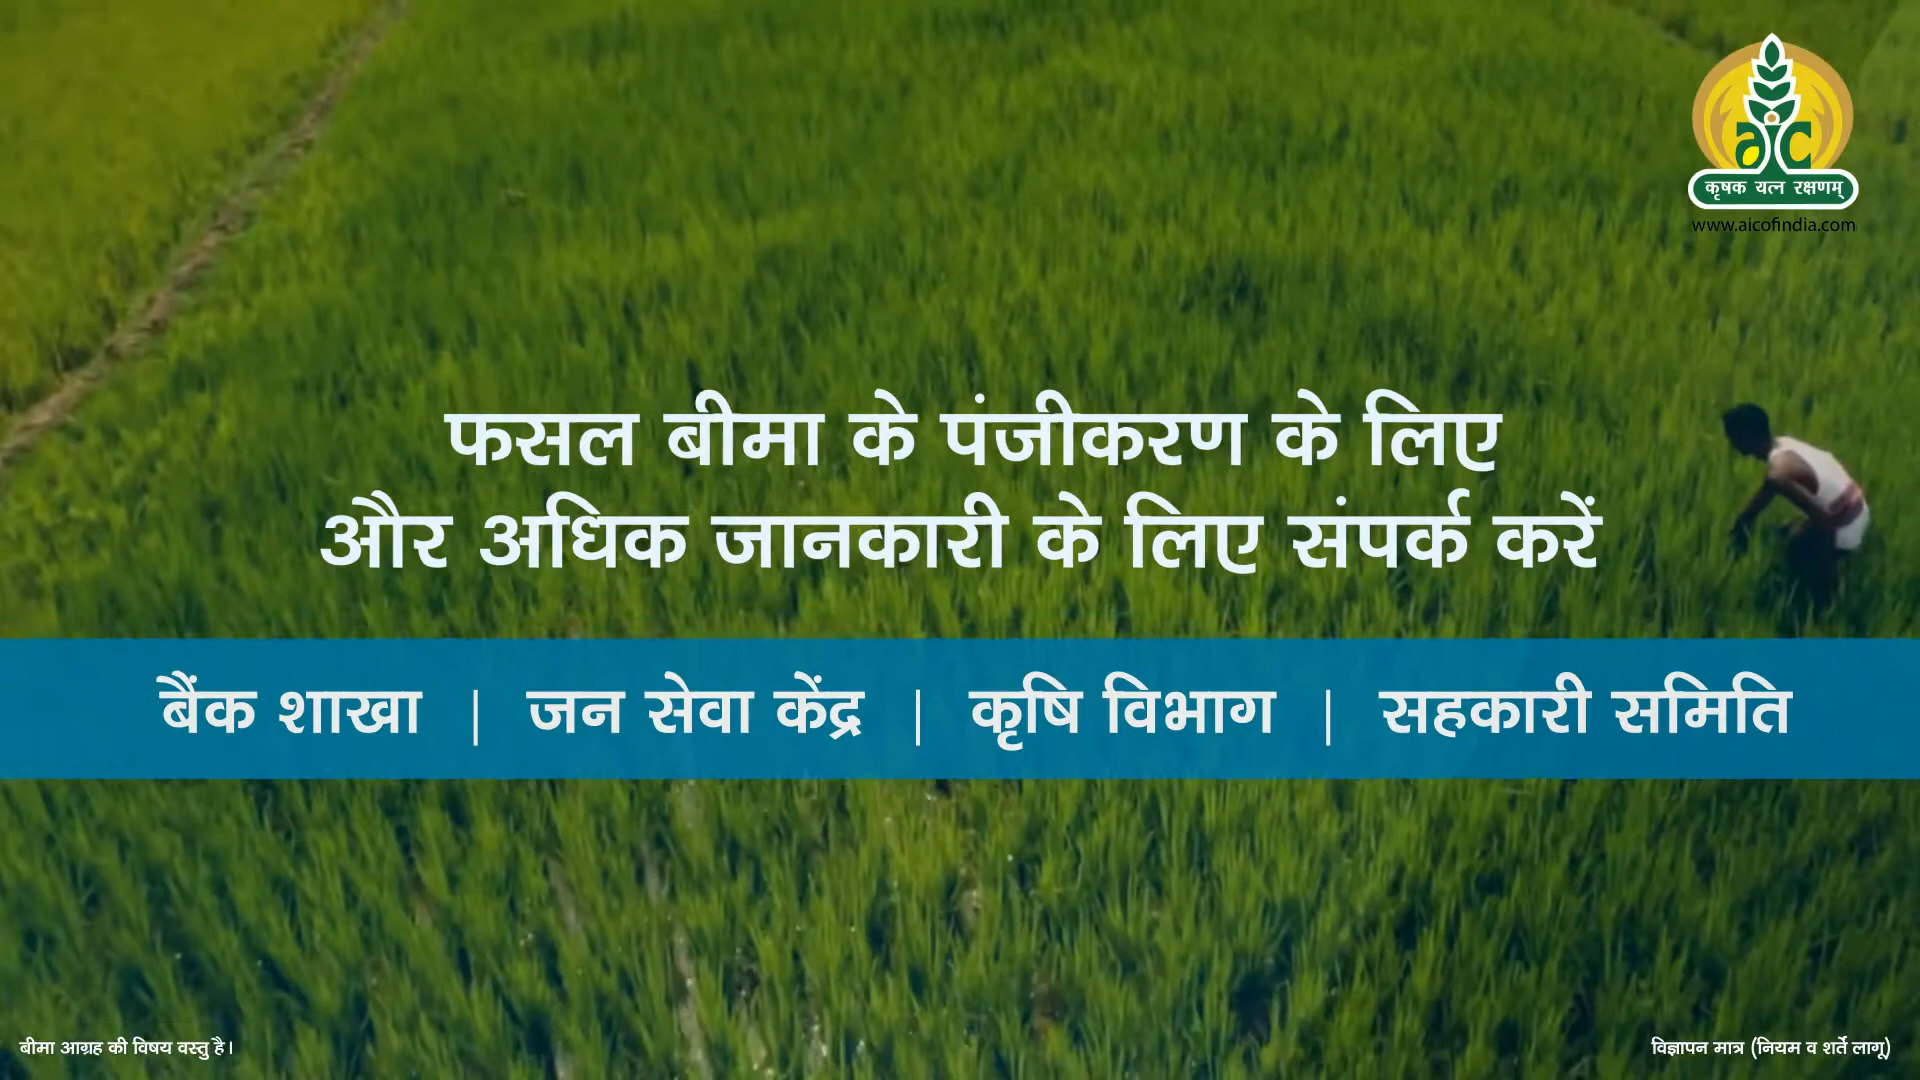 aic
कृषक यत्न रक्षणम्
www.aicofindia.com
फसल बीमा के पंजीकरण के लिए
और अधिक जानकारी के लिए संपर्क करें
बैंक शाखा | जन सेवा केंद्र | कृषि विभाग | सहकारी समिति
बीमा आग्रह की विषय वस्तु है।
विज्ञापन मात्र (नियम व शर्ते लागू)